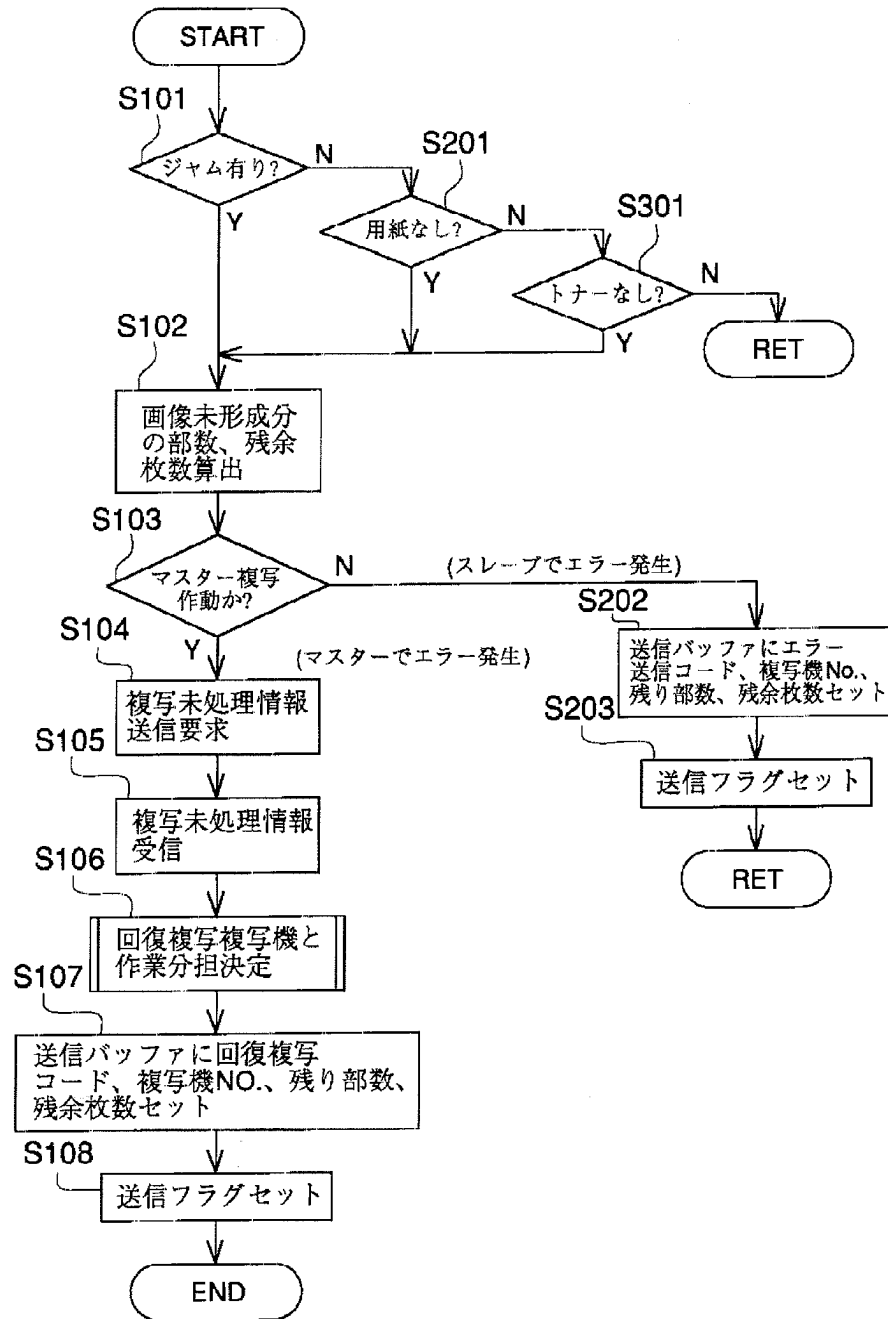 START
S101
ジャム有り?
N
Y
S201
用紙なし?
N
Y
S301
トナーなし?
N
Y
RET
S102
画像未形成分
の部数、残余
枚数算出
S103
マスター複写
作動か?
N
(スレーブでエラー発生)
Y
(マスターでエラー発生)
S202
送信バッファにエラー
送信コード、複写機No.、
残り部数、残余枚数セット
S203
送信フラグセット
RET
S104
複写未処理情報
送信要求
S105
複写未処理情報
受信
S106
回復複写複写機と
作業分担決定
S107
送信バッファに回復複写
コード、複写機NO.、残り部数、
残余枚数セット
S108
送信フラグセット
END